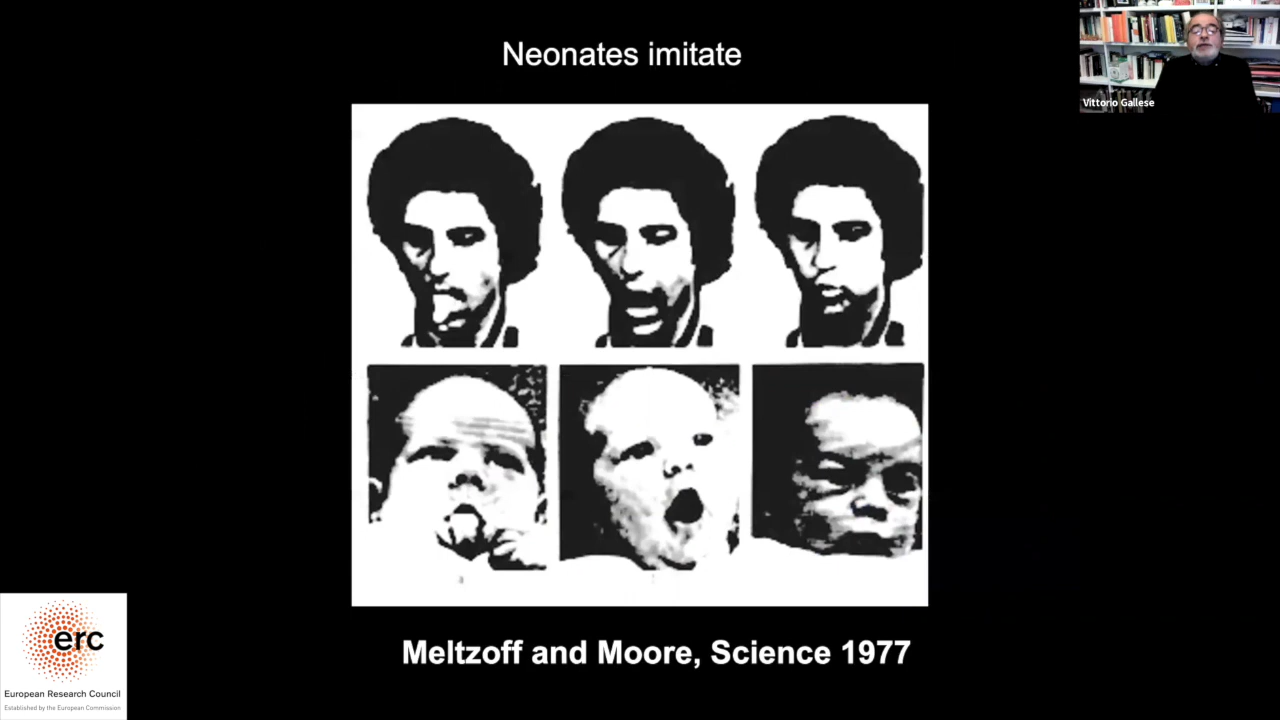 Neonates imitate
Vittorio Gallese
Meltzoff and Moore, Science 1977
erc
European Research Council
Established by the European Commission